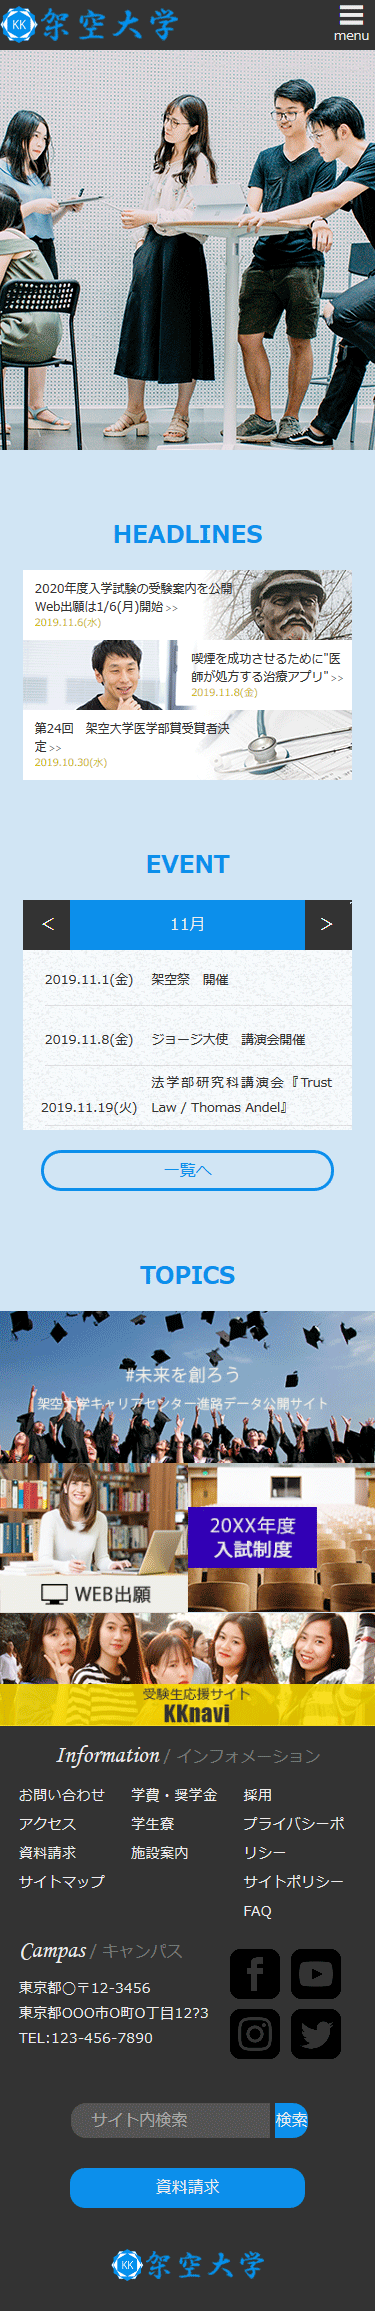 KK 架空大学
menu
HEADLINES
2020年度入学試験の受験案内を公開
Web出願は1/6(月)開始 >>
2019.11.6(水)
喫煙を成功させるために"医
師が処方する治療アプリ" >>
2019.11.8(金)
第24回　架空大学医学部賞受賞者決
定 >>
2019.10.30(水)
EVENT
< 11月 >
2019.11.1(金) 架空祭　開催
2019.11.8(金) ジョージ大使　講演会開催
法学部研究科講演会『Trust
2019.11.19(火) Law / Thomas Andel』
一覧へ
TOPICS
#未来を創ろう
架空大学キャリアセンター進路データ公開サイト
WEB出願
20XX年度
入試制度
受験生応援サイト
KKnavi
Information / インフォメーション
お問い合わせ
アクセス
資料請求
サイトマップ
学費・奨学金
学生寮
施設案内
採用
プライバシーポ
リシー
サイトポリシー
FAQ
Campas / キャンパス
東京都◯〒12-3456
東京都OOO市O町O丁目12?3
TEL:123-456-7890
サイト内検索 検索
資料請求
KK 架空大学